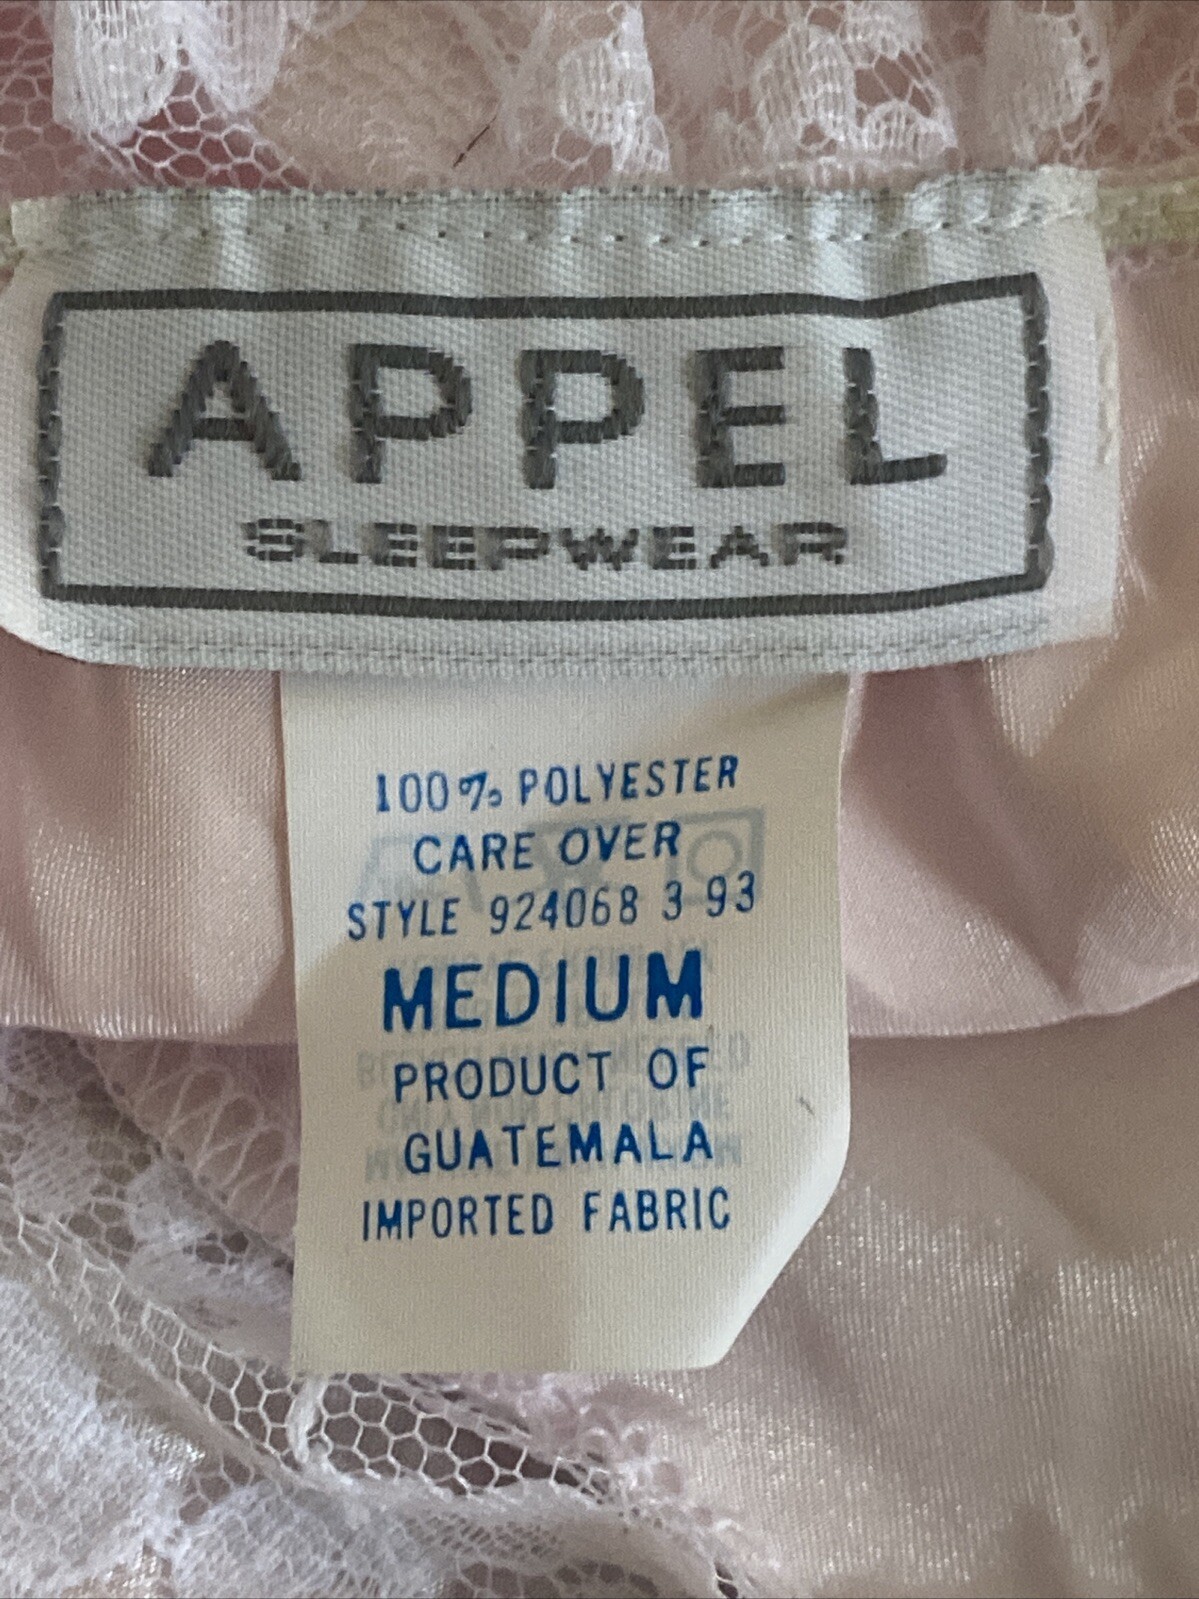 APPEL
SLEEPWEAR
100% POLYESTER
CARE OVER
STYLE 924068 3 93
MEDIUM
PRODUCT OF
GUATEMALA
IMPORTED FABRIC